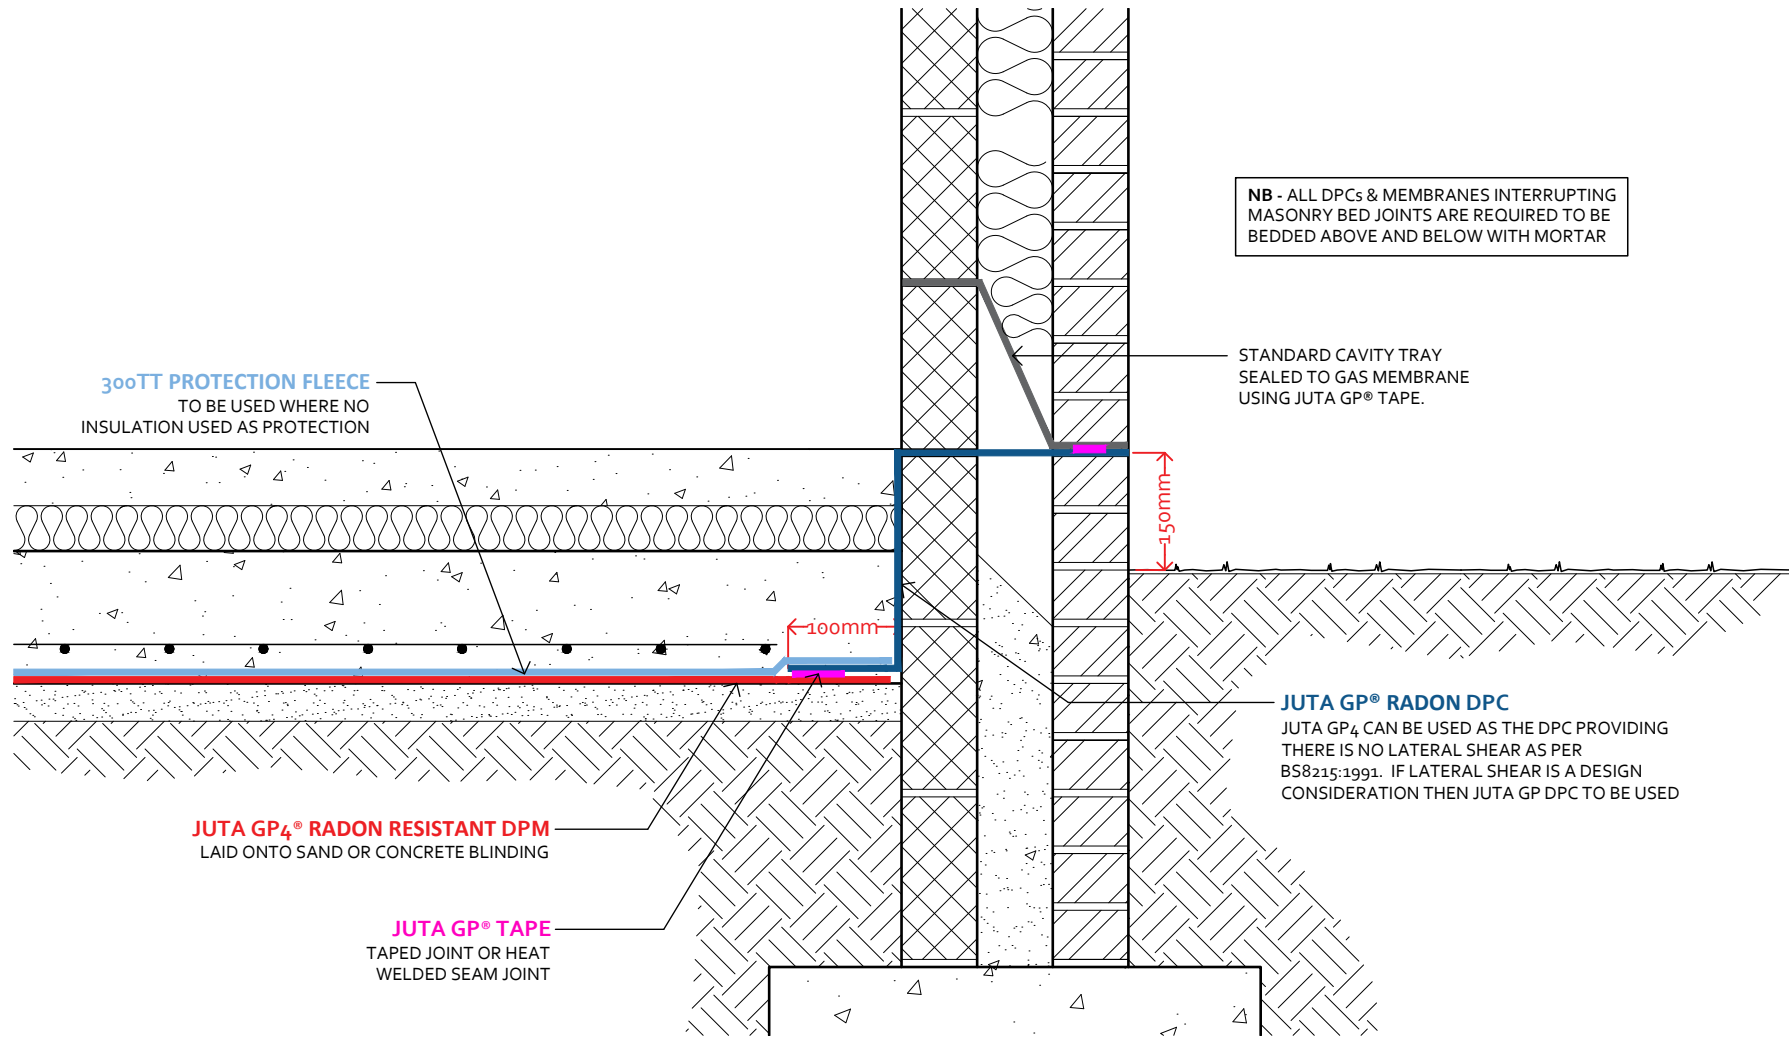 NB - ALL DPCs & MEMBRANES INTERRUPTING
MASONRY BED JOINTS ARE REQUIRED TO BE
BEDDED ABOVE AND BELOW WITH MORTAR
STANDARD CAVITY TRAY
SEALED TO GAS MEMBRANE
USING JUTA GP® TAPE.
300TT PROTECTION FLEECE
TO BE USED WHERE NO
INSULATION USED AS PROTECTION
150mm
100mm
JUTA GP® RADON DPC
JUTA GP4 CAN BE USED AS THE DPC PROVIDING
THERE IS NO LATERAL SHEAR AS PER
BS8215:1991. IF LATERAL SHEAR IS A DESIGN
CONSIDERATION THEN JUTA GP DPC TO BE USED
JUTA GP4® RADON RESISTANT DPM
LAID ONTO SAND OR CONCRETE BLINDING
JUTA GP® TAPE
TAPED JOINT OR HEAT
WELDED SEAM JOINT